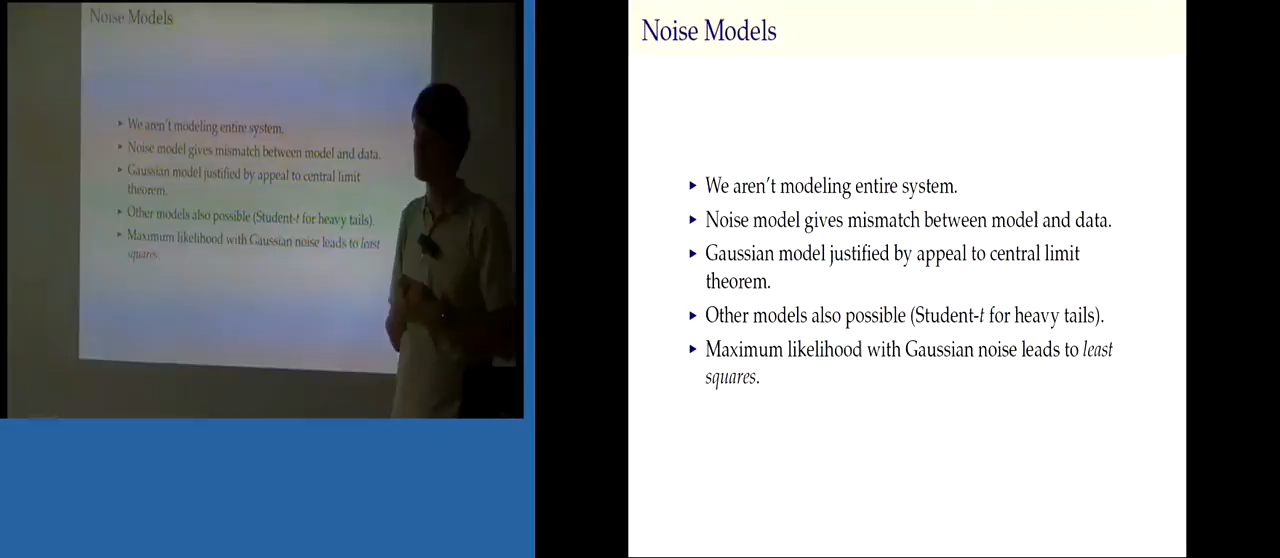 Noise Models
We aren't modeling entire system.
Noise model gives mismatch between model and data.
Gaussian model justified by appeal to central limit
theorem.
Other models also possible (Student-t for heavy tails).
Maximum likelihood with Gaussian noise leads to least
squares.
Noise Models
We aren't modeling entire system.
Noise model gives mismatch between model and data.
Gaussian model justified by appeal to central limit
theorem.
Other models also possible (Student-t for heavy tails).
Maximum likelihood with Gaussian noise leads to least
squares.